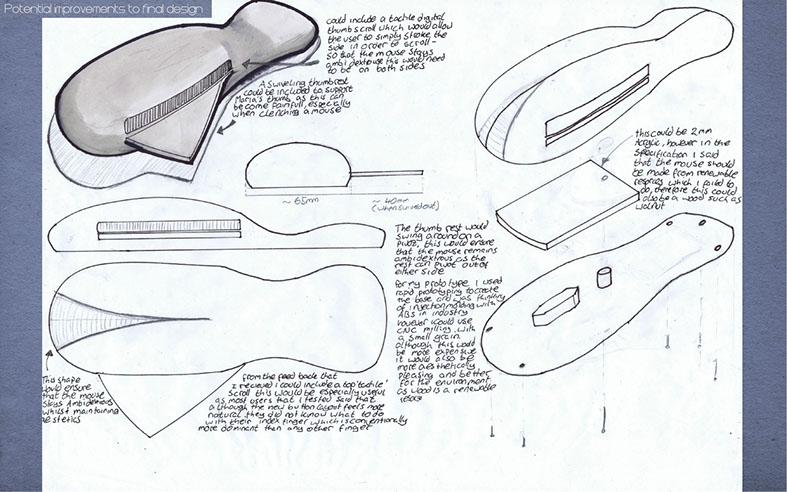 Potential improvements to final design
could include a tactile digital
thumb scroll which would allow
the user to simply stroke the
side in order to scroll -
so that the mouse stays
ambidextrouse this would need
to be on both sides
A swiveling thumbrest
could be included to support
Maria's thumb as this can
become painfull, especially
when clenching a mouse
~ 65mm
~ 40mm
(when swiveled out)
The thumb rest would
swing around on a
pivot, this would ensure
that the mouse remains
ambidextrous as the
rest can pivot out of
either side
For my prototype I used
rapid prototyping to create
the base and was thinking
of injection molding with
ABS in industry
however I could use
CNC milling with
a small grain
although this would
be more expensive
it would also be
more aesthetically
pleasing and better
for the environment
as wood is a renewable
this could be 2mm
Acrylic, however in the
specification I said
that the mouse should
be made from renewable
which I failed to
do, therefore this could
also be a wood such as
walnut
This shape
would ensure
that the mouse
stays Ambidextrous
whilst maintaining
aestetics
from the feed back that
I recieved I could include a top 'tactile'
scroll this would be especially useful
as most users that I tested said that
although the new button layout feels more
natural they did not know what to do
with their index finger which is conventionally
more dominant than any other finger